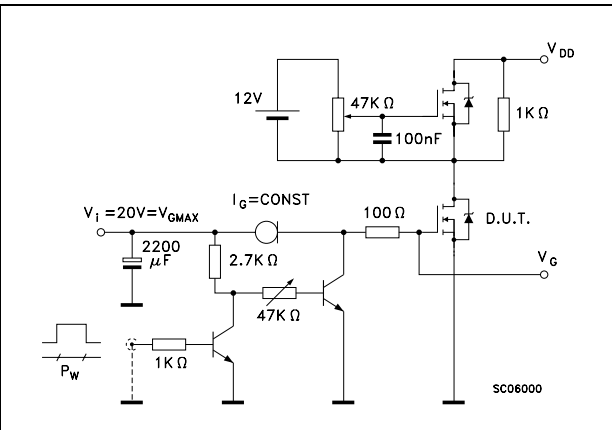 V DD
12V
47K Ω
1K Ω
100nF
V i =20V=V GMAX
I G =CONST
100 Ω
D.U.T.
2200
μF
2.7K Ω
V G
47K Ω
1K Ω
P W
SC06000